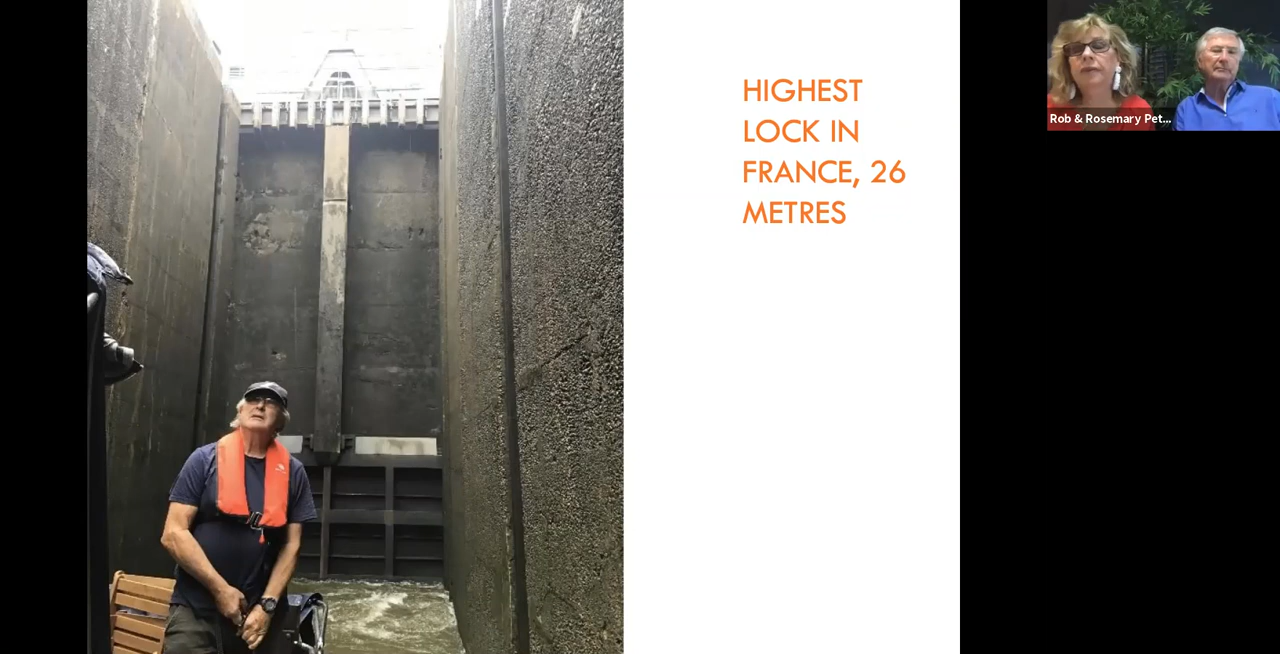 HIGHEST
LOCK IN
FRANCE, 26
METRES
Rob & Rosemary Pet...